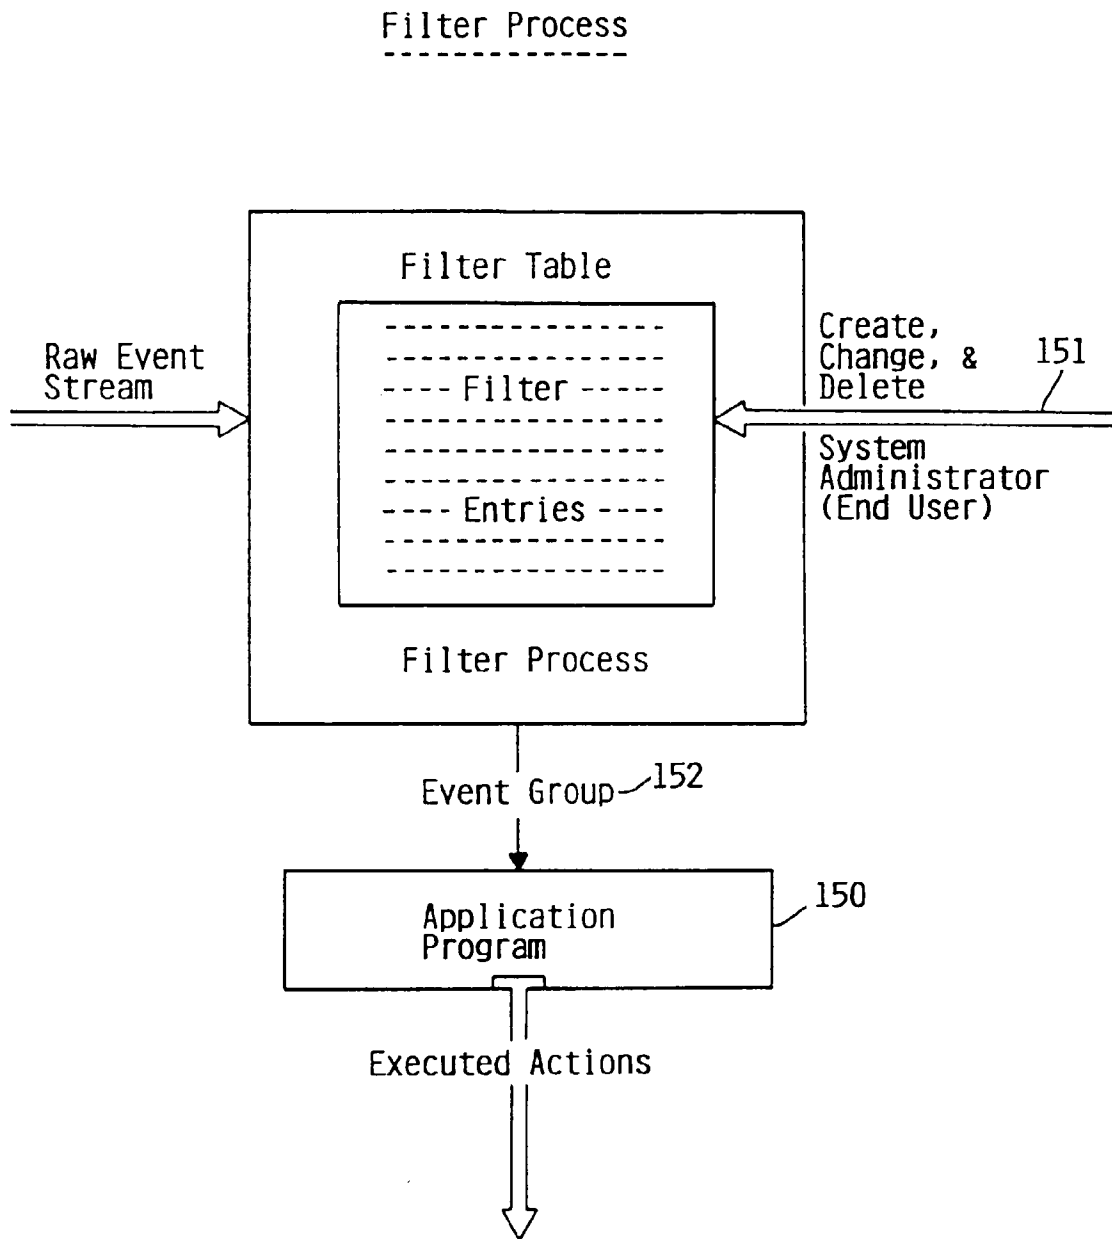 Filter Process
Filter Table
Raw Event
Stream
Filter
Entries
Create,
Change, &
Delete
151
System
Administrator
(End User)
Filter Process
Event Group
152
Application
Program
150
Executed Actions